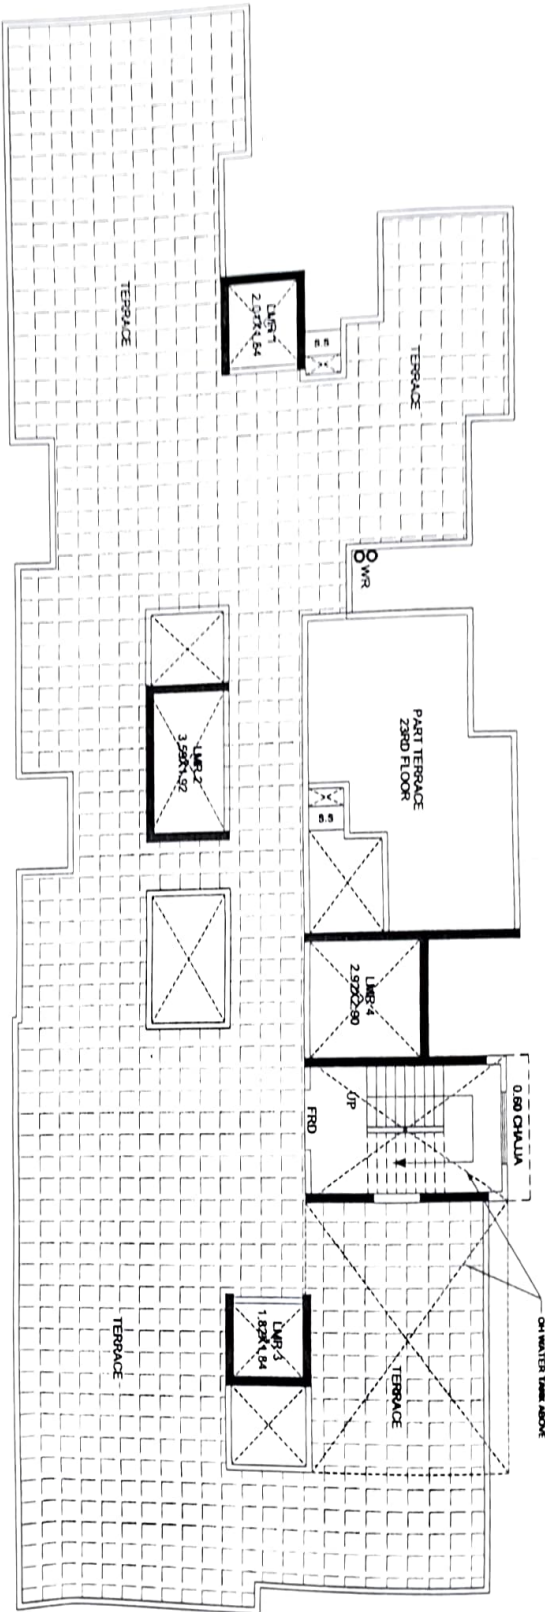 TERRACE
LMR-1
TERRACE
S.S
WR
PART TERRACE
23RD FLOOR
LMR-2
S.S
LMR-4
2.92X2.90
0.60 CHAJJA
UP
FRD
OH WATER TANK ABOVE
LMR-3
1.82X1.84
TERRACE
TERRACE